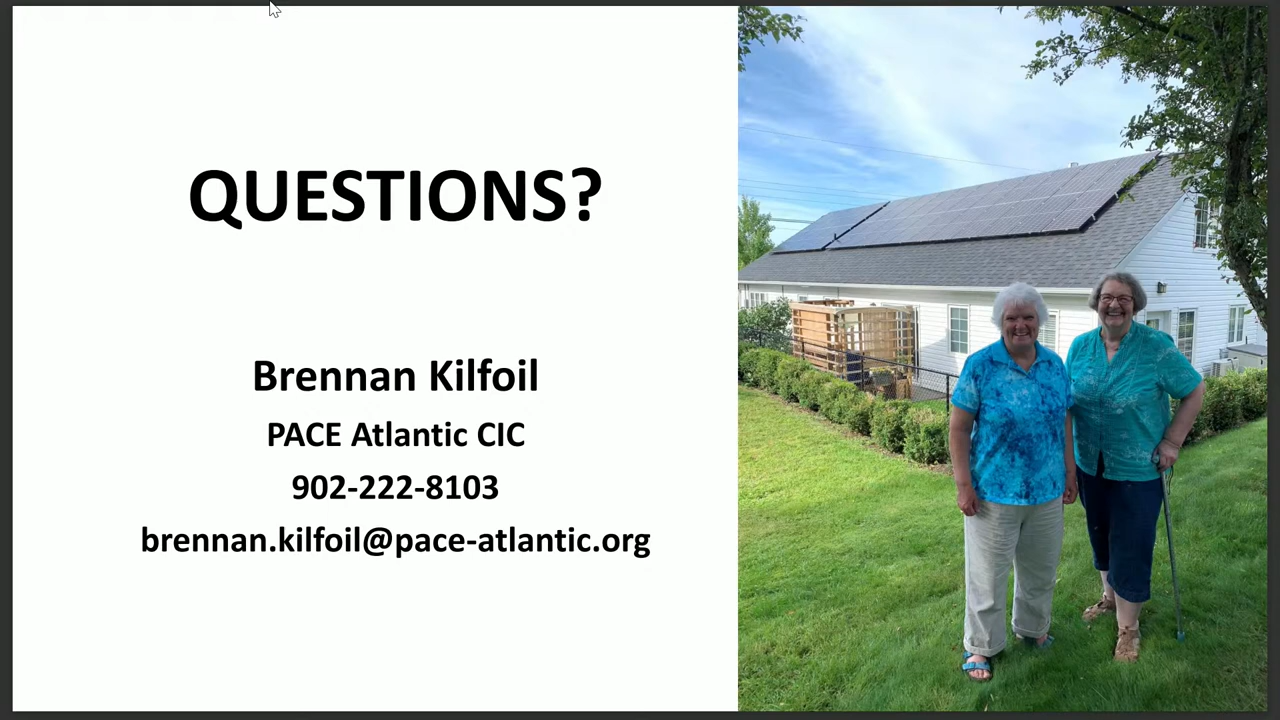 QUESTIONS?
Brennan Kilfoil
PACE Atlantic CIC
902-222-8103
brennan.kilfoil@pace-atlantic.org